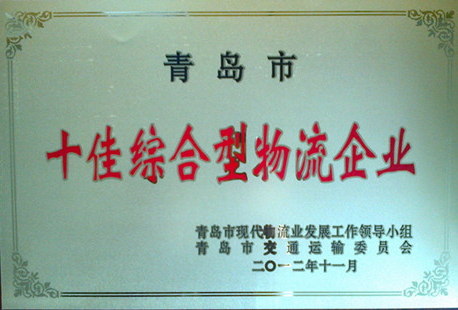 青岛市
十佳综合型物流企业
青岛市现代物流业发展工作领导小组
青岛市交通运输委员会
二〇一二年十一月